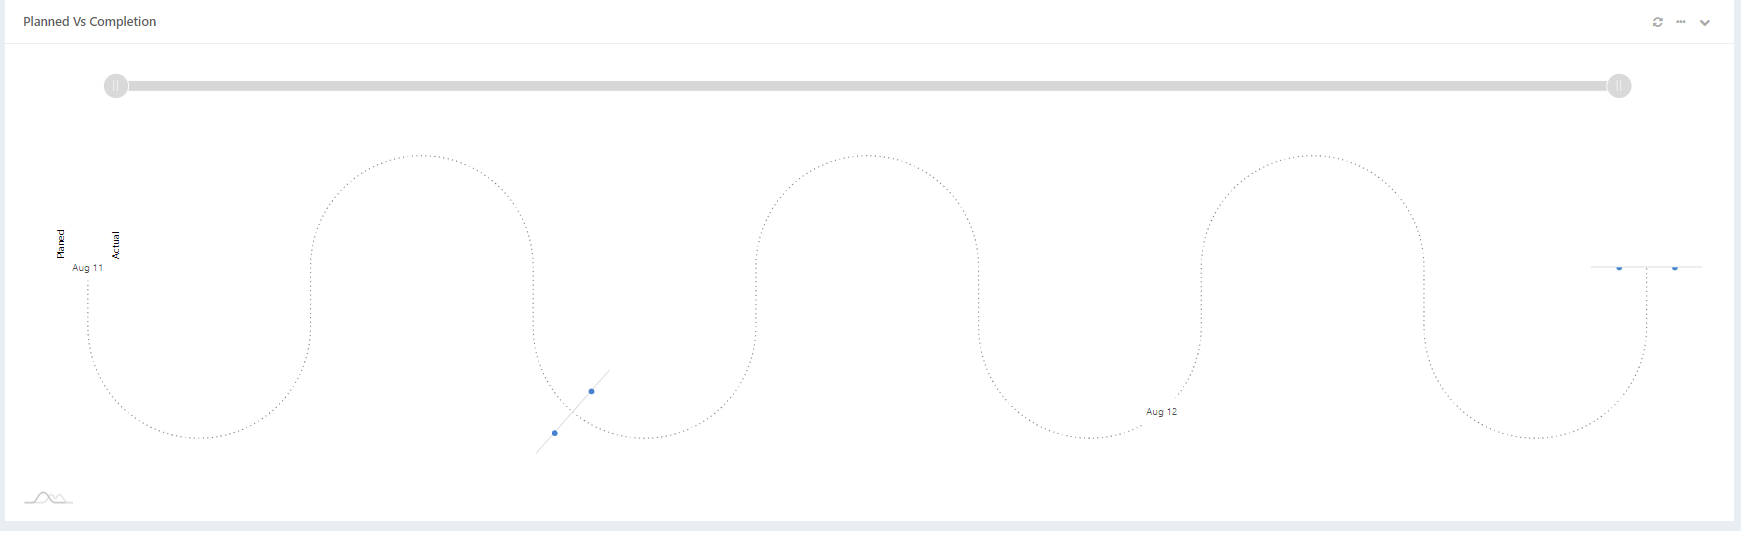 Planned Vs Completion
Planed
Actual
Aug 11
Aug 12